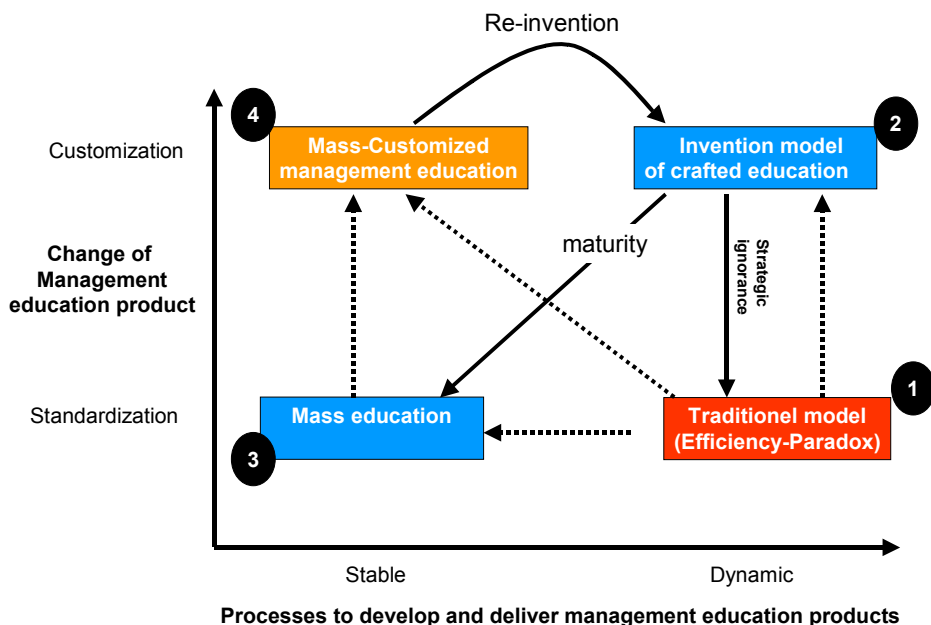 Re-invention
4
2
Customization
Mass-Customized
management education
Invention model
of crafted education
Change of
Management
education product
maturity
Strategic
ignorance
1
Standardization
Mass education
Traditionel model
(Efficiency-Paradox)
3
Stable
Dynamic
Processes to develop and deliver management education products